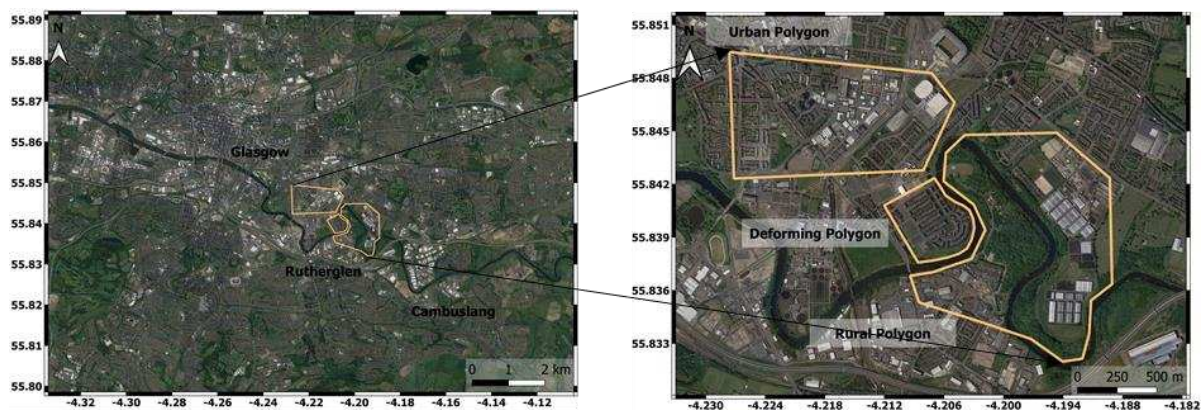 55.89
55.88
55.87
55.86
55.85
55.84
55.83
55.82
55.81
55.80
N
Glasgow
Rutherglen
Cambuslang
0 1 2 km
-4.32 -4.30 -4.28 -4.26 -4.24 -4.22 -4.20 -4.18 -4.16 -4.14 -4.12
55.851
55.848
55.845
55.842
55.839
55.836
55.833
N
Urban Polygon
Deforming Polygon
Rural Polygon
0 250 500 m
-4.230 -4.224 -4.218 -4.212 -4.206 -4.200 -4.194 -4.188 -4.182